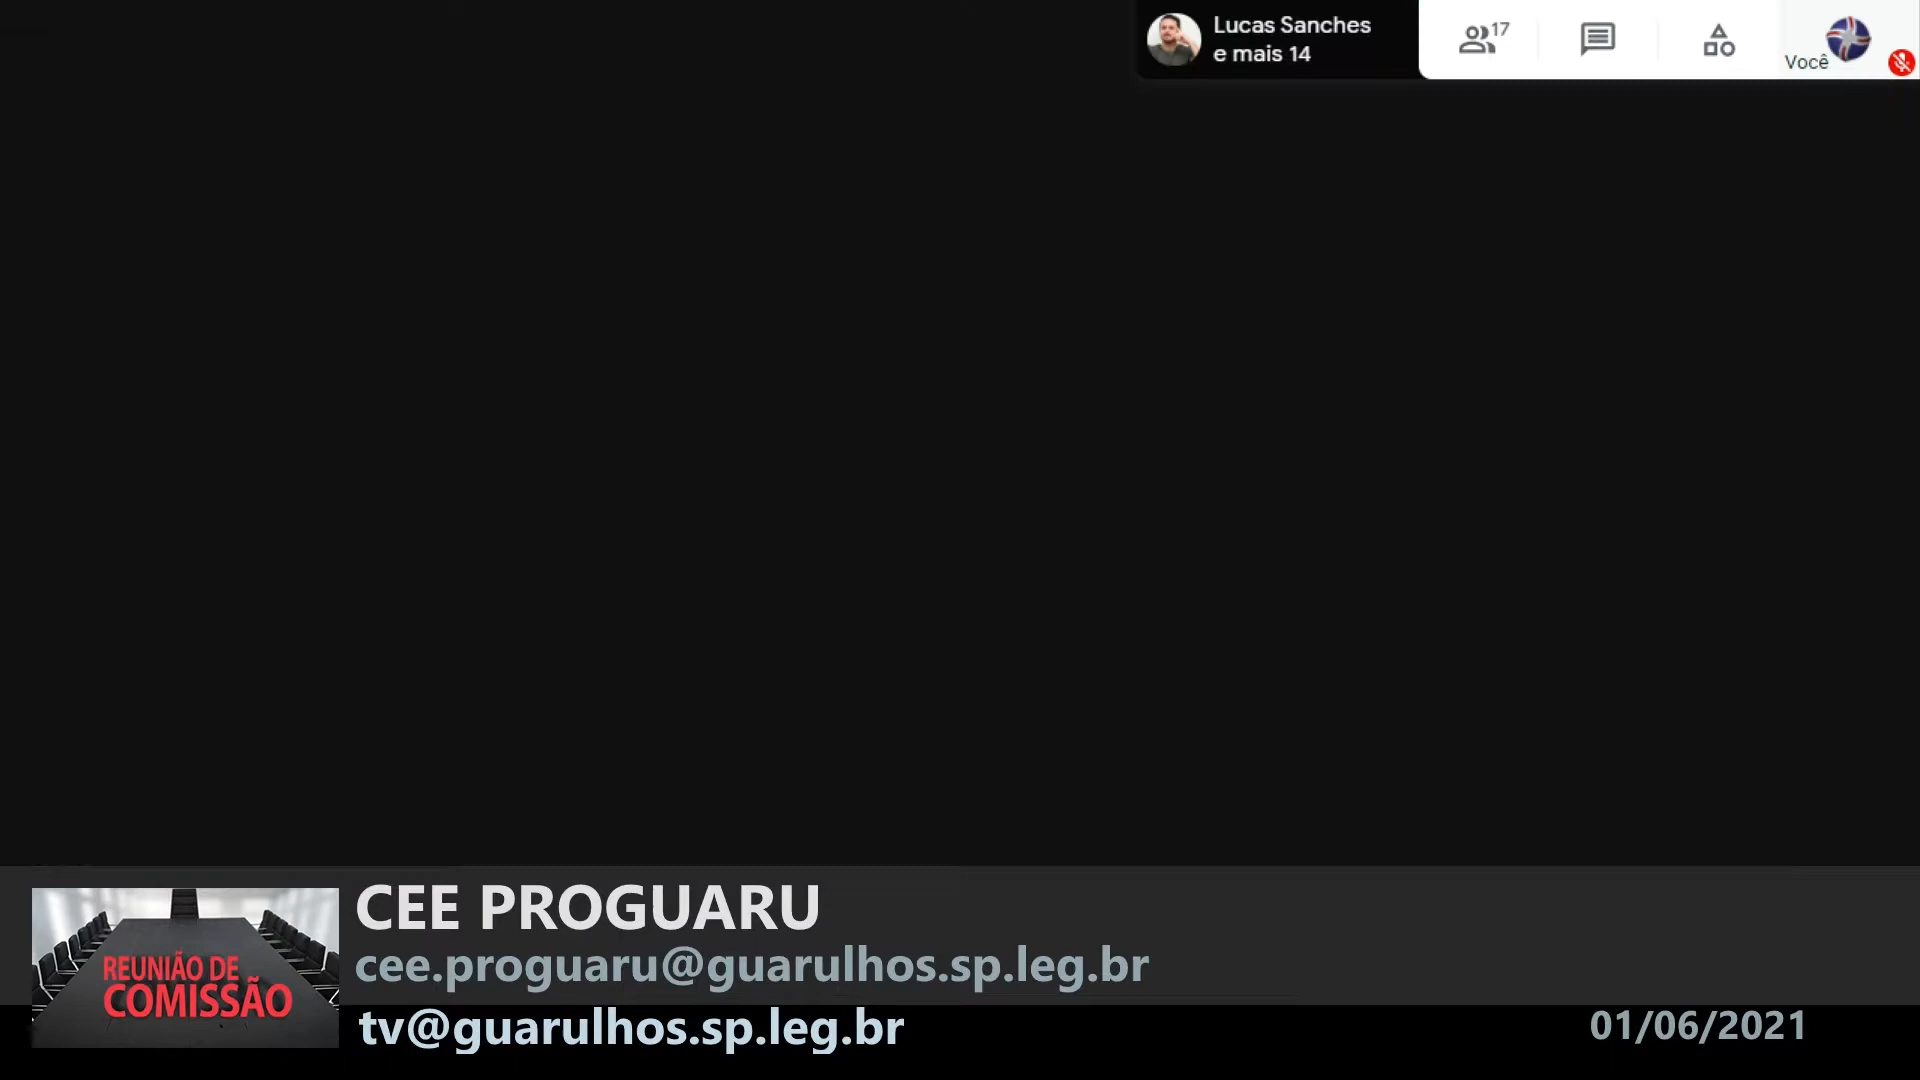 Lucas Sanches
e mais 14
17
Você
CEE PROGUARU
cee.proguaru@guarulhos.sp.leg.br
REUNIÃO DE
COMISSÃO
tv@guarulhos.sp.leg.br
01/06/2021